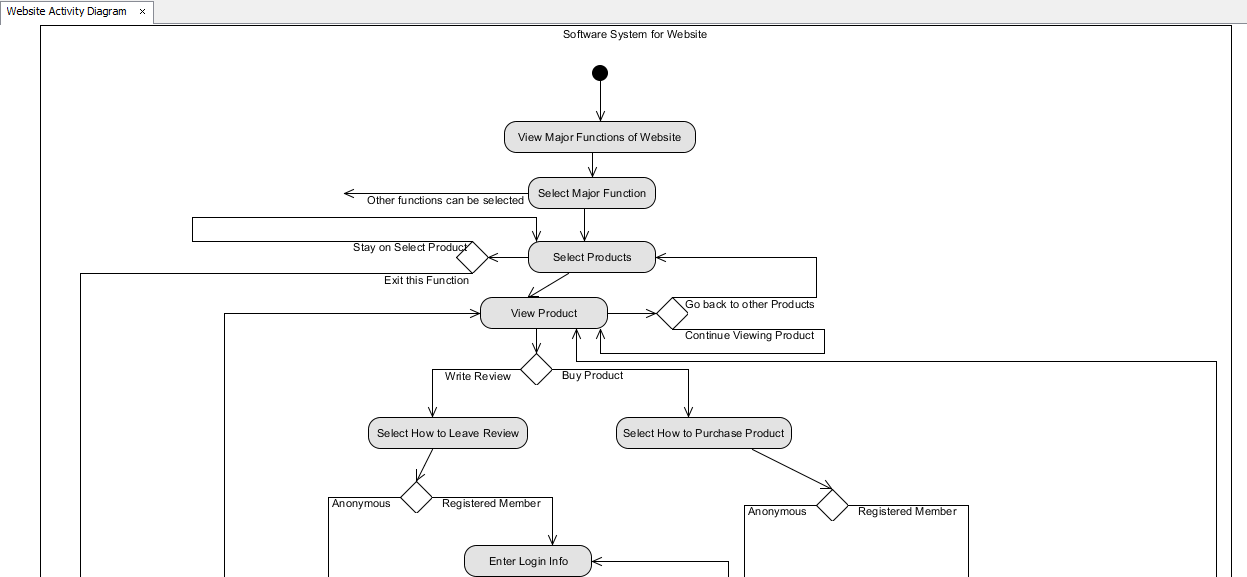 Website Activity Diagram ×
Software System for Website
View Major Functions of Website
Select Major Function
Other functions can be selected
Stay on Select Product
Select Products
Exit this Function
Go back to other Products
View Product
Continue Viewing Product
Write Review
Buy Product
Select How to Leave Review
Select How to Purchase Product
Anonymous
Registered Member
Anonymous
Registered Member
Enter Login Info